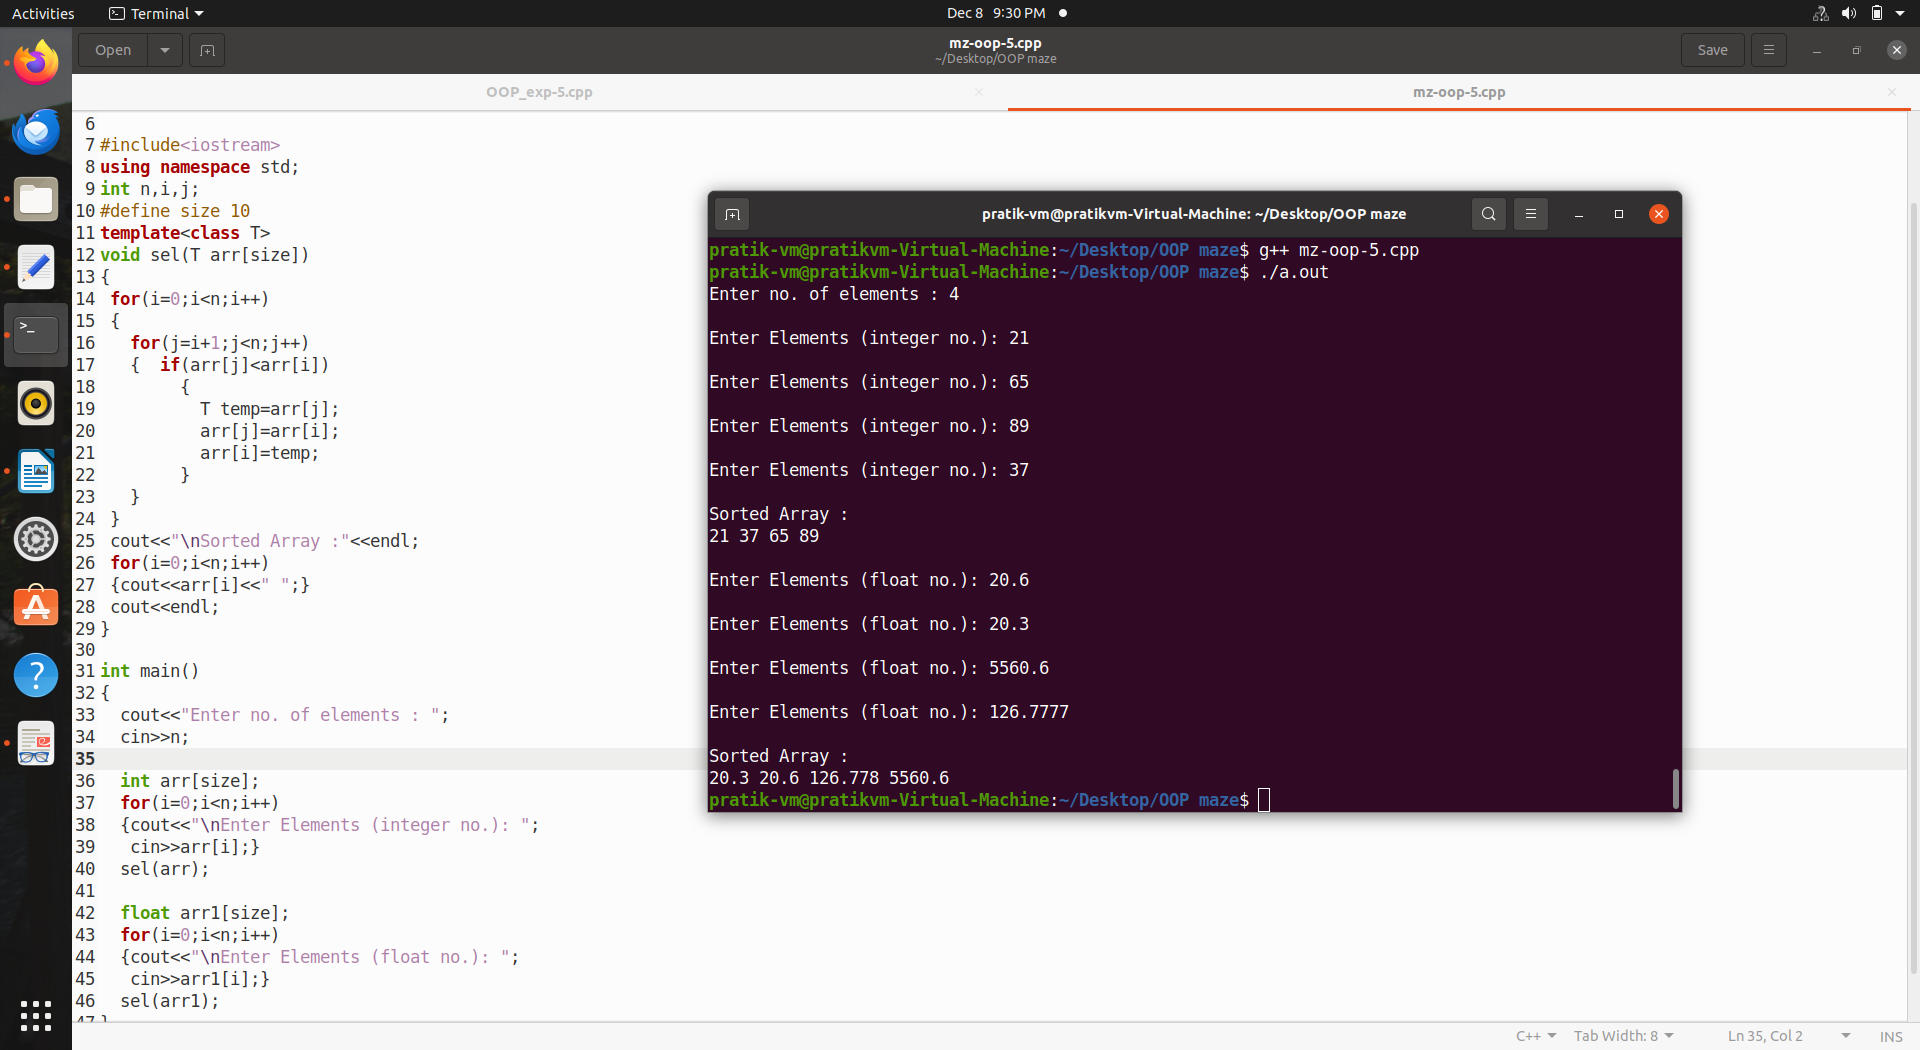 Activities
Terminal
Dec 8 9:30 PM
Open
mz-oop-5.cpp
~/Desktop/OOP maze
Save
OOP_exp-5.cpp
mz-oop-5.cpp
6
7 #include<iostream>
8 using namespace std;
9 int n,i,j;
10 #define size 10
11 template<class T>
12 void sel(T arr[size])
13 {
14  for(i=0;i<n;i++)
15  {
16    for(j=i+1;j<n;j++)
17    {  if(arr[j]<arr[i])
18         {
19           T temp=arr[j];
20           arr[j]=arr[i];
21           arr[i]=temp;
22         }
23    }
24  }
25  cout<<"\nSorted Array :"<<endl;
26  for(i=0;i<n;i++)
27  {cout<<arr[i]<<" ";}
28  cout<<endl;
29 }
30
31 int main()
32 {
33   cout<<"Enter no. of elements : ";
34   cin>>n;
35
36   int arr[size];
37   for(i=0;i<n;i++)
38   {cout<<"\nEnter Elements (integer no.): ";
39    cin>>arr[i];}
40   sel(arr);
41
42   float arr1[size];
43   for(i=0;i<n;i++)
44   {cout<<"\nEnter Elements (float no.): ";
45    cin>>arr1[i];}
46   sel(arr1);
47 }
pratik-vm@pratikvm-Virtual-Machine: ~/Desktop/OOP maze
pratik-vm@pratikvm-Virtual-Machine:~/Desktop/OOP maze$ g++ mz-oop-5.cpp
pratik-vm@pratikvm-Virtual-Machine:~/Desktop/OOP maze$ ./a.out
Enter no. of elements : 4
Enter Elements (integer no.): 21
Enter Elements (integer no.): 65
Enter Elements (integer no.): 89
Enter Elements (integer no.): 37
Sorted Array :
21 37 65 89
Enter Elements (float no.): 20.6
Enter Elements (float no.): 20.3
Enter Elements (float no.): 5560.6
Enter Elements (float no.): 126.7777
Sorted Array :
20.3 20.6 126.778 5560.6
pratik-vm@pratikvm-Virtual-Machine:~/Desktop/OOP maze$
C++
Tab Width: 8
Ln 35, Col 2
INS